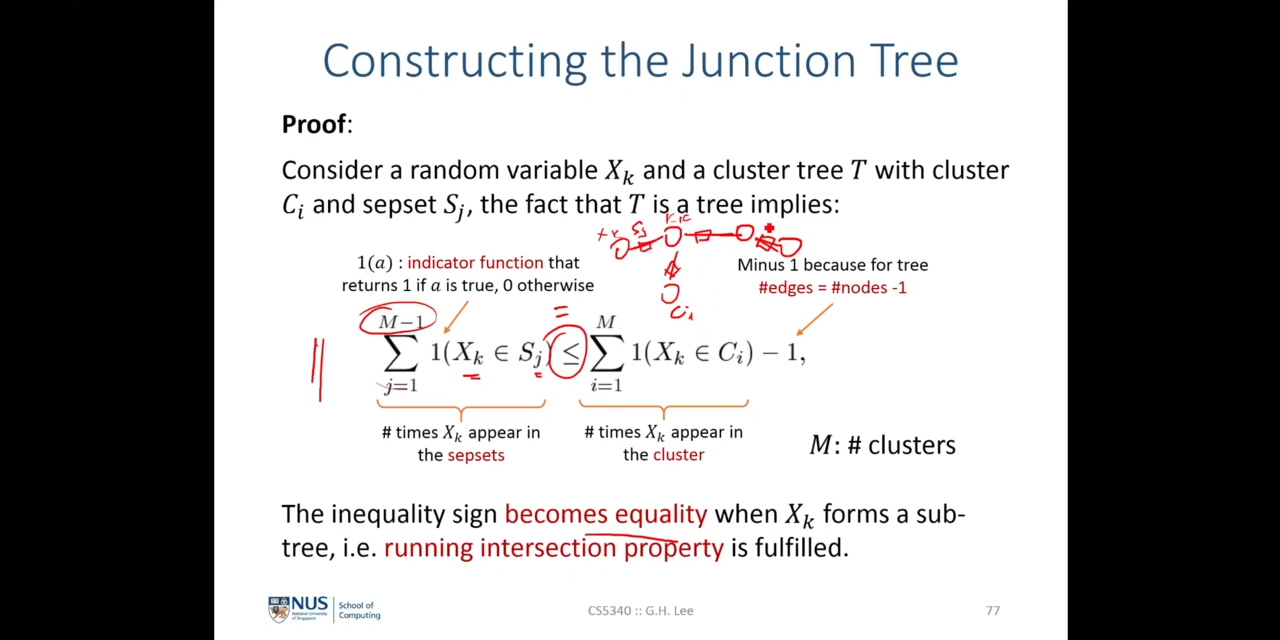 Constructing the Junction Tree
Proof:
Consider a random variable X_k and a cluster tree T with cluster
C_i and sepset S_j, the fact that T is a tree implies:
S_j
1(a) : indicator function that
returns 1 if a is true, 0 otherwise
Minus 1 because for tree
#edges = #nodes -1
C_i
=
∑_{j=1}^{M−1} 1(X_k ∈ S_j) ≤ ∑_{i=1}^{M} 1(X_k ∈ C_i) − 1,
# times X_k appear in
the sepsets
# times X_k appear in
the cluster
M: # clusters
The inequality sign becomes equality when X_k forms a sub-
tree, i.e. running intersection property is fulfilled.
NUS
National University
of Singapore
School of
Computing
CS5340 :: G.H. Lee
77